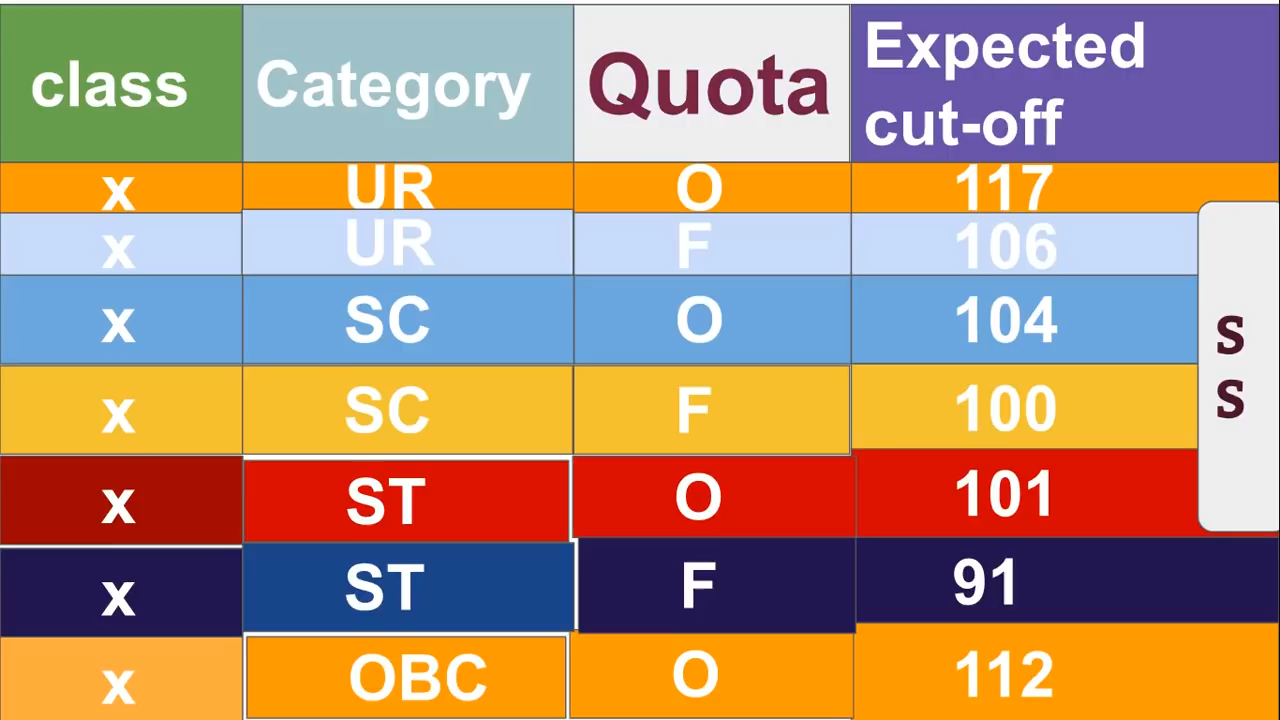 class Category Quota Expected cut-off
x UR O 117
x UR F 106
x SC O 104
x SC F 100
x ST O 101
x ST F 91
x OBC O 112
S
S